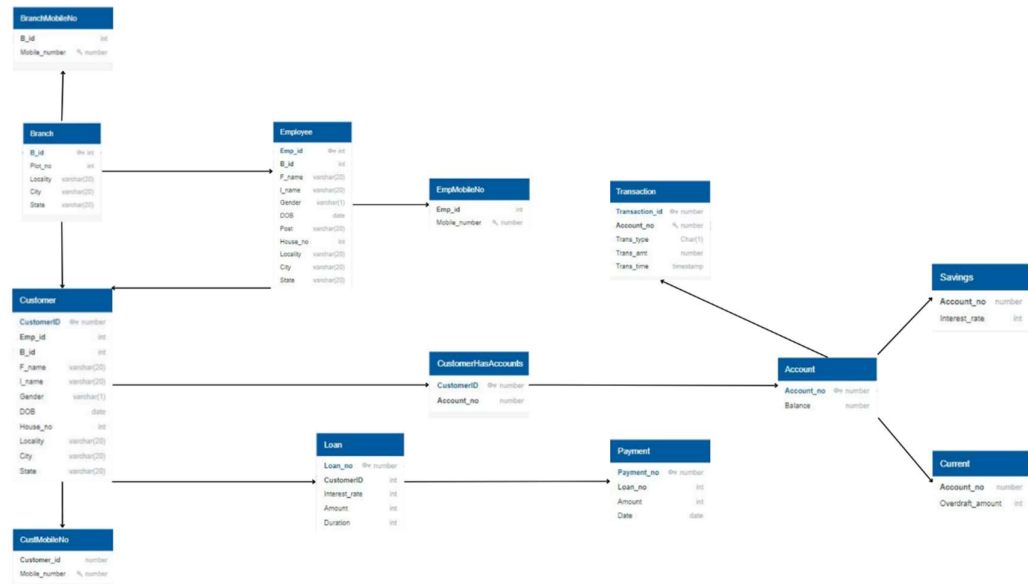 BranchMobileNo
B_id int
Mobile_number number
Branch
B_id int
Plot_no int
Locality varchar(20)
City varchar(20)
State varchar(20)
Employee
Emp_id int
B_id int
F_name varchar(20)
l_name varchar(20)
Gender varchar(1)
DOB date
Post varchar(20)
House_no int
Locality varchar(20)
City varchar(20)
State varchar(20)
EmpMobileNo
Emp_id int
Mobile_number number
Transaction
Transaction_id number
Account_no number
Trans_type Char(1)
Trans_amt number
Trans_time timestamp
Savings
Account_no number
Interest_rate int
Customer
CustomerID number
Emp_id int
B_id int
F_name varchar(20)
l_name varchar(20)
Gender varchar(1)
DOB date
House_no int
Locality varchar(20)
City varchar(20)
State varchar(20)
CustomerHasAccounts
CustomerID number
Account_no number
Account
Account_no number
Balance number
Loan
Loan_no number
CustomerID int
Interest_rate int
Amount int
Duration int
Payment
Payment_no number
Loan_no int
Amount int
Date date
Current
Account_no number
Overdraft_amount int
CustMobileNo
Customer_id number
Mobile_number number